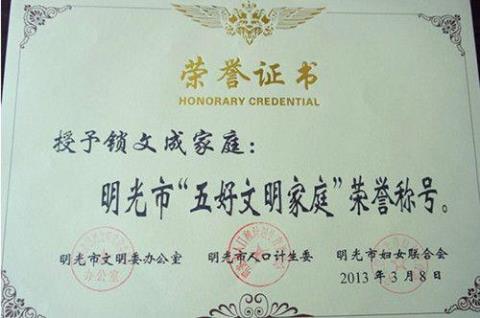 荣誉证书
HONORARY CREDENTIAL
授予锁文成家庭：
明光市“五好文明家庭”荣誉称号。
明光市文明委办公室 明光市人口计生委 明光市妇女联合会
办公室
2013年3月8日